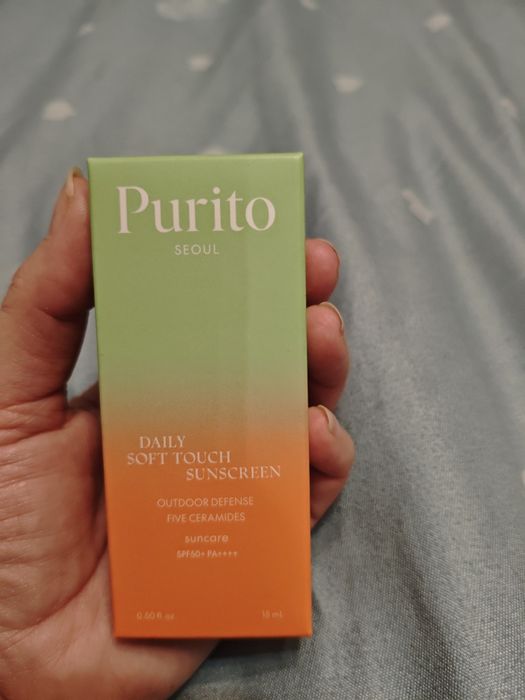 Purito
SEOUL
DAILY
SOFT TOUCH
SUNSCREEN
OUTDOOR DEFENSE
FIVE CERAMIDES
suncare
SPF50+ PA++++
0.50 fl oz 15 mL